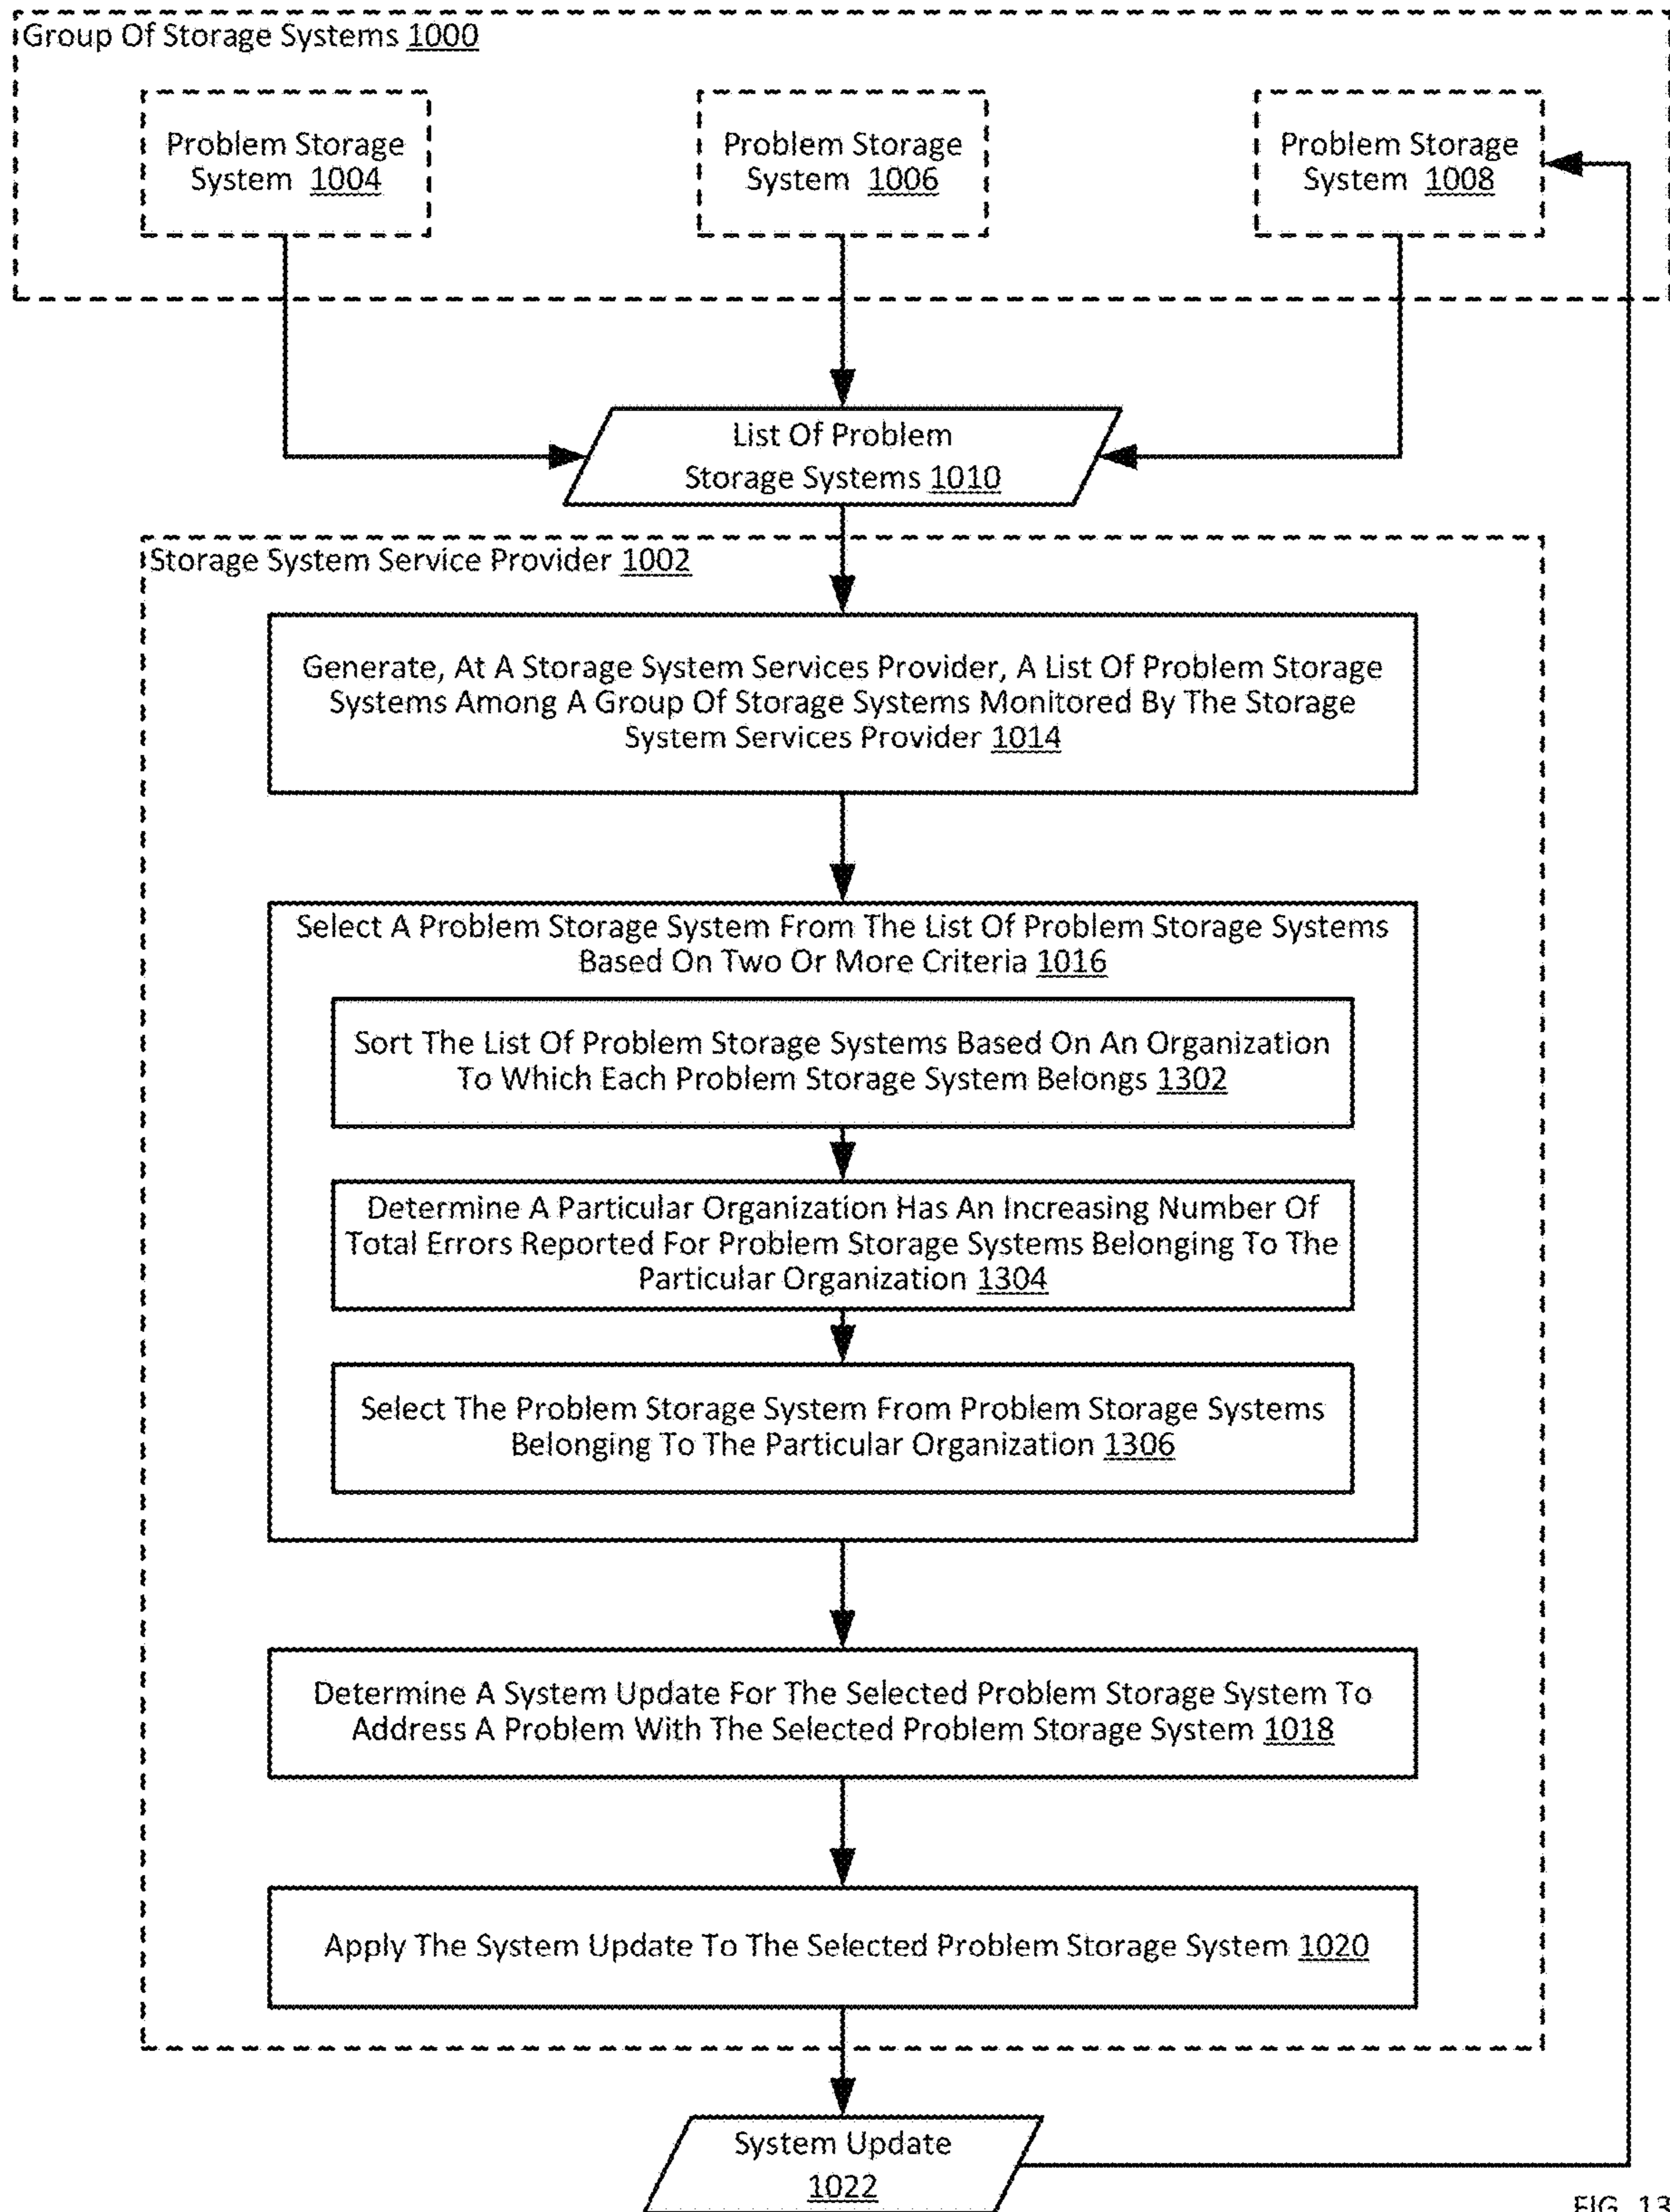 Group Of Storage Systems 1000
Problem Storage
System 1004
Problem Storage
System 1006
Problem Storage
System 1008
List Of Problem
Storage Systems 1010
Storage System Service Provider 1002
Generate, At A Storage System Services Provider, A List Of Problem Storage
Systems Among A Group Of Storage Systems Monitored By The Storage
System Services Provider 1014
Select A Problem Storage System From The List Of Problem Storage Systems
Based On Two Or More Criteria 1016
Sort The List Of Problem Storage Systems Based On An Organization
To Which Each Problem Storage System Belongs 1302
Determine A Particular Organization Has An Increasing Number Of
Total Errors Reported For Problem Storage Systems Belonging To The
Particular Organization 1304
Select The Problem Storage System From Problem Storage Systems
Belonging To The Particular Organization 1306
Determine A System Update For The Selected Problem Storage System To
Address A Problem With The Selected Problem Storage System 1018
Apply The System Update To The Selected Problem Storage System 1020
System Update
1022
FIG. 13